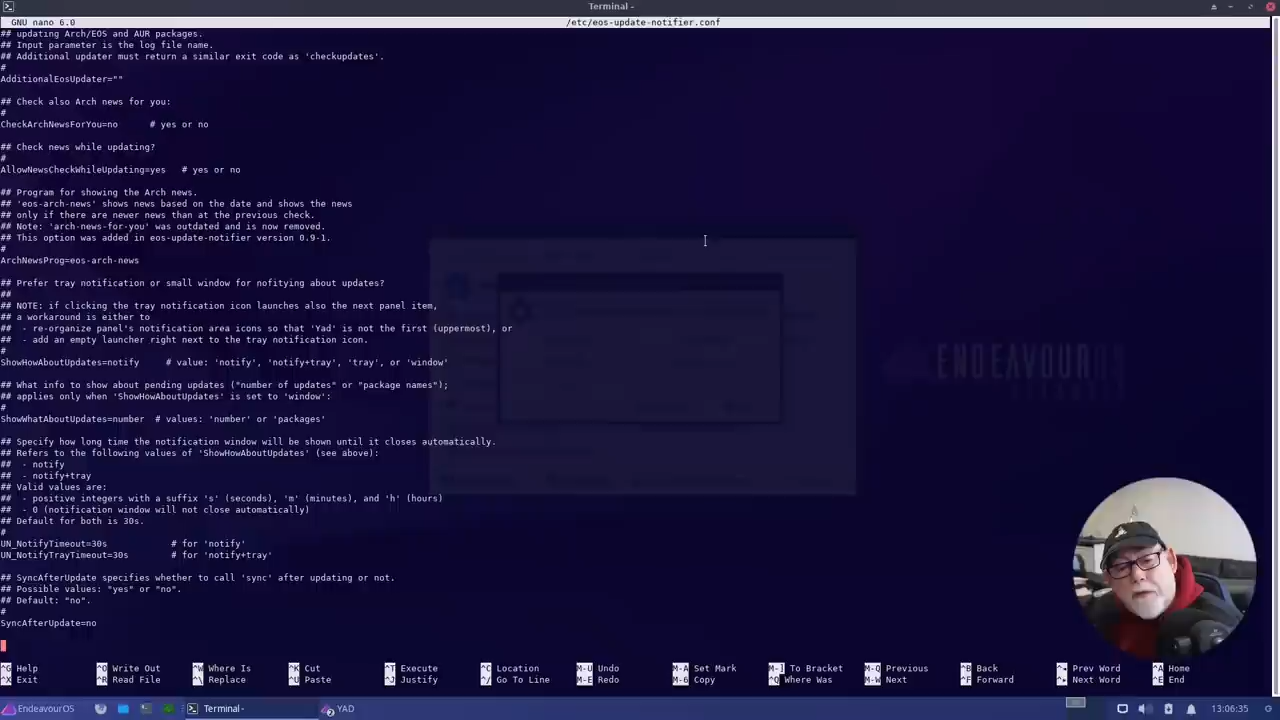 Terminal -
GNU nano 6.0 /etc/eos-update-notifier.conf
## updating Arch/EOS and AUR packages.
## Input parameter is the log file name.
## Additional updater must return a similar exit code as 'checkupdates'.
#
AdditionalEosUpdater=""
## Check also Arch news for you:
#
CheckArchNewsForYou=no # yes or no
## Check news while updating?
#
AllowNewsCheckWhileUpdating=yes # yes or no
## Program for showing the Arch news.
## 'eos-arch-news' shows news based on the date and shows the news
## only if there are newer news than at the previous check.
## Note: 'arch-news-for-you' was outdated and is now removed.
## This option was added in eos-update-notifier version 0.9-1.
#
ArchNewsProg=eos-arch-news
## Prefer tray notification or small window for nofitying about updates?
##
## NOTE: if clicking the tray notification icon launches also the next panel item,
## a workaround is either to
##  - re-organize panel's notification area icons so that 'Yad' is not the first (uppermost), or
##  - add an empty launcher right next to the tray notification icon.
#
ShowHowAboutUpdates=notify # value: 'notify', 'notify+tray', 'tray', or 'window'
## What info to show about pending updates ("number of updates" or "package names");
## applies only when 'ShowHowAboutUpdates' is set to 'window':
#
ShowWhatAboutUpdates=number # values: 'number' or 'packages'
## Specify how long time the notification window will be shown until it closes automatically.
## Refers to the following values of 'ShowHowAboutUpdates' (see above):
##  - notify
##  - notify+tray
## Valid values are:
##  - positive integers with a suffix 's' (seconds), 'm' (minutes), and 'h' (hours)
##  - 0 (notification window will not close automatically)
## Default for both is 30s.
#
UN_NotifyTimeout=30s # for 'notify'
UN_NotifyTrayTimeout=30s # for 'notify+tray'
## SyncAfterUpdate specifies whether to call 'sync' after updating or not.
## Possible values: "yes" or "no".
## Default: "no".
#
SyncAfterUpdate=no
ENDEAVOUROS
^G Help ^O Write Out ^W Where Is ^K Cut ^T Execute ^C Location M-U Undo M-A Set Mark M-] To Bracket M-Q Previous ^B Back ^◂ Prev Word ^A Home
^X Exit ^R Read File ^\ Replace ^U Paste ^J Justify ^/ Go To Line M-E Redo M-6 Copy ^Q Where Was M-W Next ^F Forward ^▸ Next Word ^E End
EndeavourOS Terminal - YAD 13:06:35